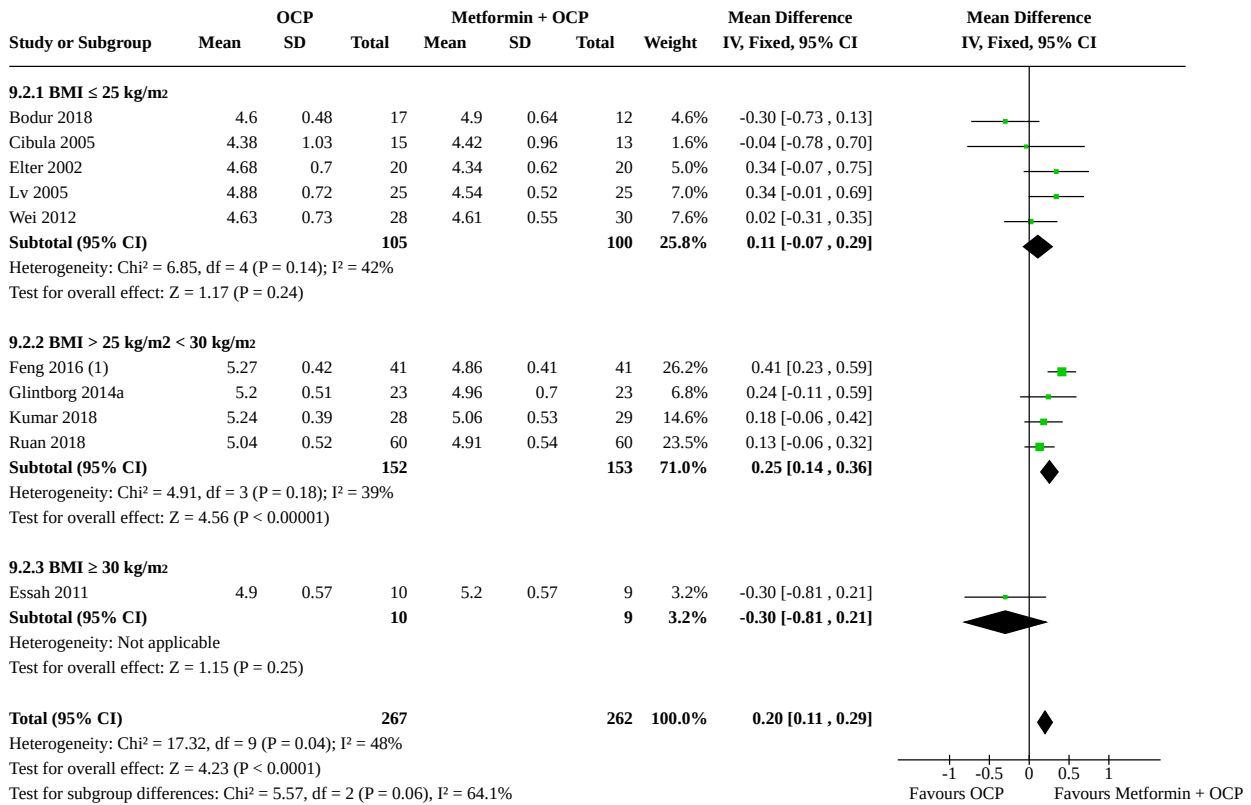 OCP Metformin + OCP Mean Difference Mean Difference
Study or Subgroup Mean SD Total Mean SD Total Weight IV, Fixed, 95% CI IV, Fixed, 95% CI
9.2.1 BMI ≤ 25 kg/m2
Bodur 2018 4.6 0.48 17 4.9 0.64 12 4.6% -0.30 [-0.73 , 0.13]
Cibula 2005 4.38 1.03 15 4.42 0.96 13 1.6% -0.04 [-0.78 , 0.70]
Elter 2002 4.68 0.7 20 4.34 0.62 20 5.0% 0.34 [-0.07 , 0.75]
Lv 2005 4.88 0.72 25 4.54 0.52 25 7.0% 0.34 [-0.01 , 0.69]
Wei 2012 4.63 0.73 28 4.61 0.55 30 7.6% 0.02 [-0.31 , 0.35]
Subtotal (95% CI) 105 100 25.8% 0.11 [-0.07 , 0.29]
Heterogeneity: Chi² = 6.85, df = 4 (P = 0.14); I² = 42%
Test for overall effect: Z = 1.17 (P = 0.24)
9.2.2 BMI > 25 kg/m2 < 30 kg/m2
Feng 2016 (1) 5.27 0.42 41 4.86 0.41 41 26.2% 0.41 [0.23 , 0.59]
Glintborg 2014a 5.2 0.51 23 4.96 0.7 23 6.8% 0.24 [-0.11 , 0.59]
Kumar 2018 5.24 0.39 28 5.06 0.53 29 14.6% 0.18 [-0.06 , 0.42]
Ruan 2018 5.04 0.52 60 4.91 0.54 60 23.5% 0.13 [-0.06 , 0.32]
Subtotal (95% CI) 152 153 71.0% 0.25 [0.14 , 0.36]
Heterogeneity: Chi² = 4.91, df = 3 (P = 0.18); I² = 39%
Test for overall effect: Z = 4.56 (P < 0.00001)
9.2.3 BMI ≥ 30 kg/m2
Essah 2011 4.9 0.57 10 5.2 0.57 9 3.2% -0.30 [-0.81 , 0.21]
Subtotal (95% CI) 10 9 3.2% -0.30 [-0.81 , 0.21]
Heterogeneity: Not applicable
Test for overall effect: Z = 1.15 (P = 0.25)
Total (95% CI) 267 262 100.0% 0.20 [0.11 , 0.29]
Heterogeneity: Chi² = 17.32, df = 9 (P = 0.04); I² = 48%
Test for overall effect: Z = 4.23 (P < 0.0001) -1 -0.5 0 0.5 1
Test for subgroup differences: Chi² = 5.57, df = 2 (P = 0.06), I² = 64.1% Favours OCP Favours Metformin + OCP